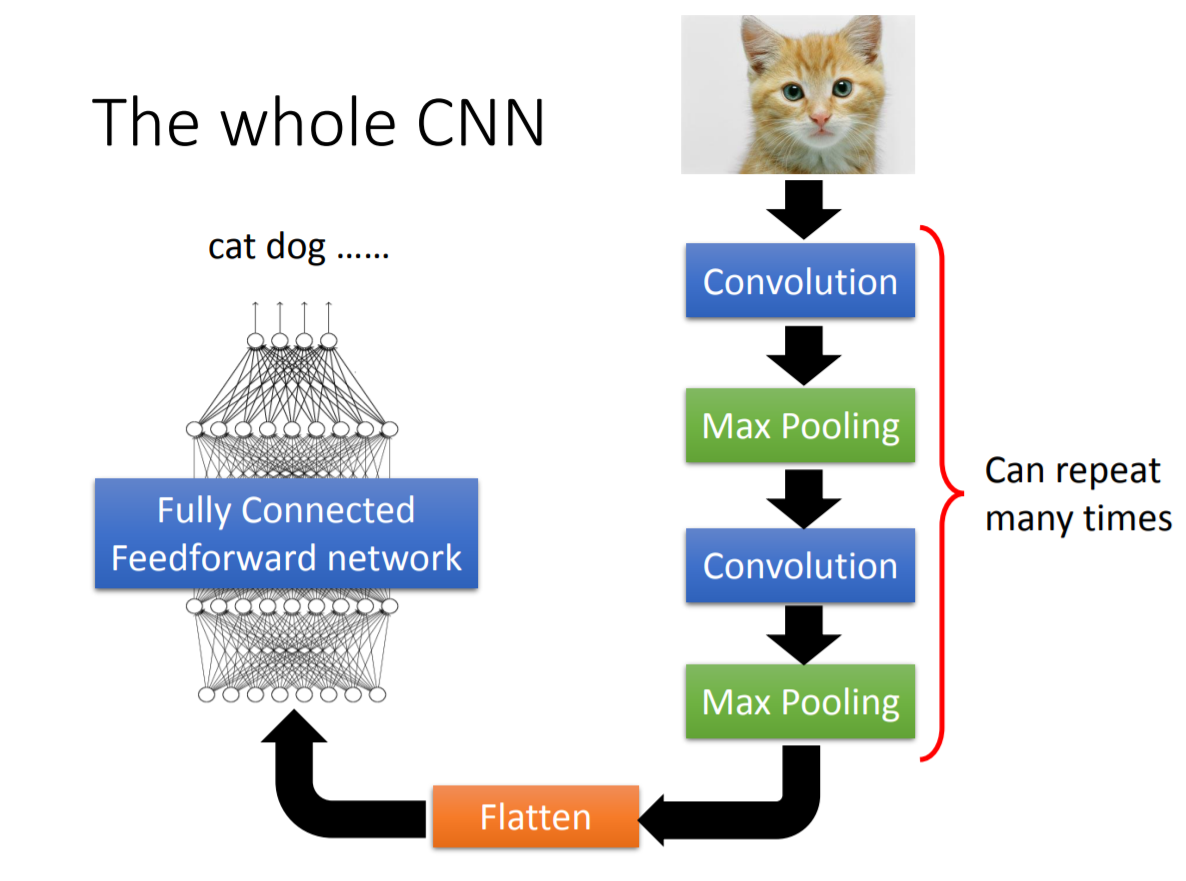 The whole CNN
cat dog ......
Convolution
Max Pooling
Convolution
Max Pooling
Can repeat
many times
Flatten
Fully Connected
Feedforward network